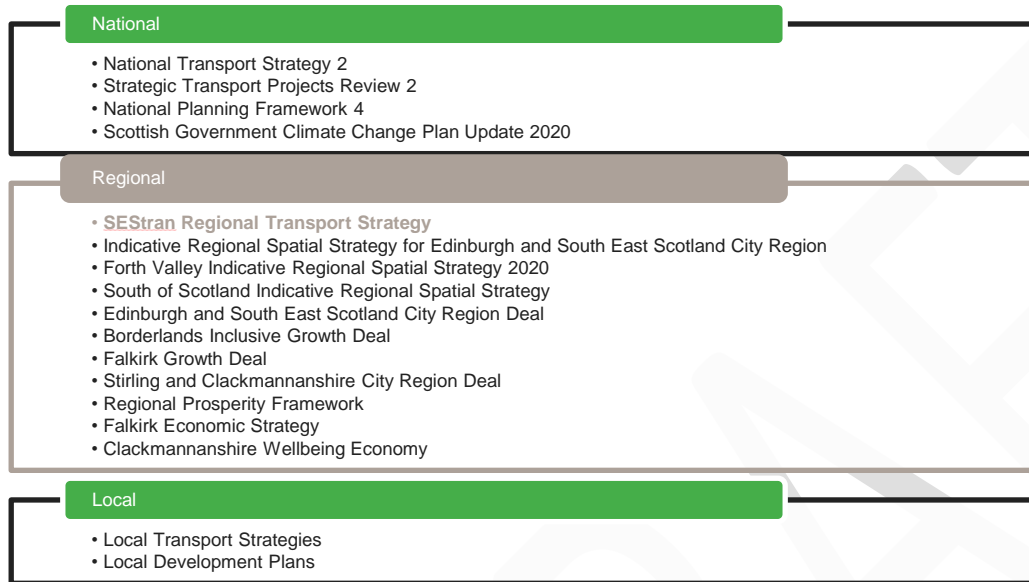 National
• National Transport Strategy 2
• Strategic Transport Projects Review 2
• National Planning Framework 4
• Scottish Government Climate Change Plan Update 2020
Regional
• SEStran Regional Transport Strategy
• Indicative Regional Spatial Strategy for Edinburgh and South East Scotland City Region
• Forth Valley Indicative Regional Spatial Strategy 2020
• South of Scotland Indicative Regional Spatial Strategy
• Edinburgh and South East Scotland City Region Deal
• Borderlands Inclusive Growth Deal
• Falkirk Growth Deal
• Stirling and Clackmannanshire City Region Deal
• Regional Prosperity Framework
• Falkirk Economic Strategy
• Clackmannanshire Wellbeing Economy
Local
• Local Transport Strategies
• Local Development Plans